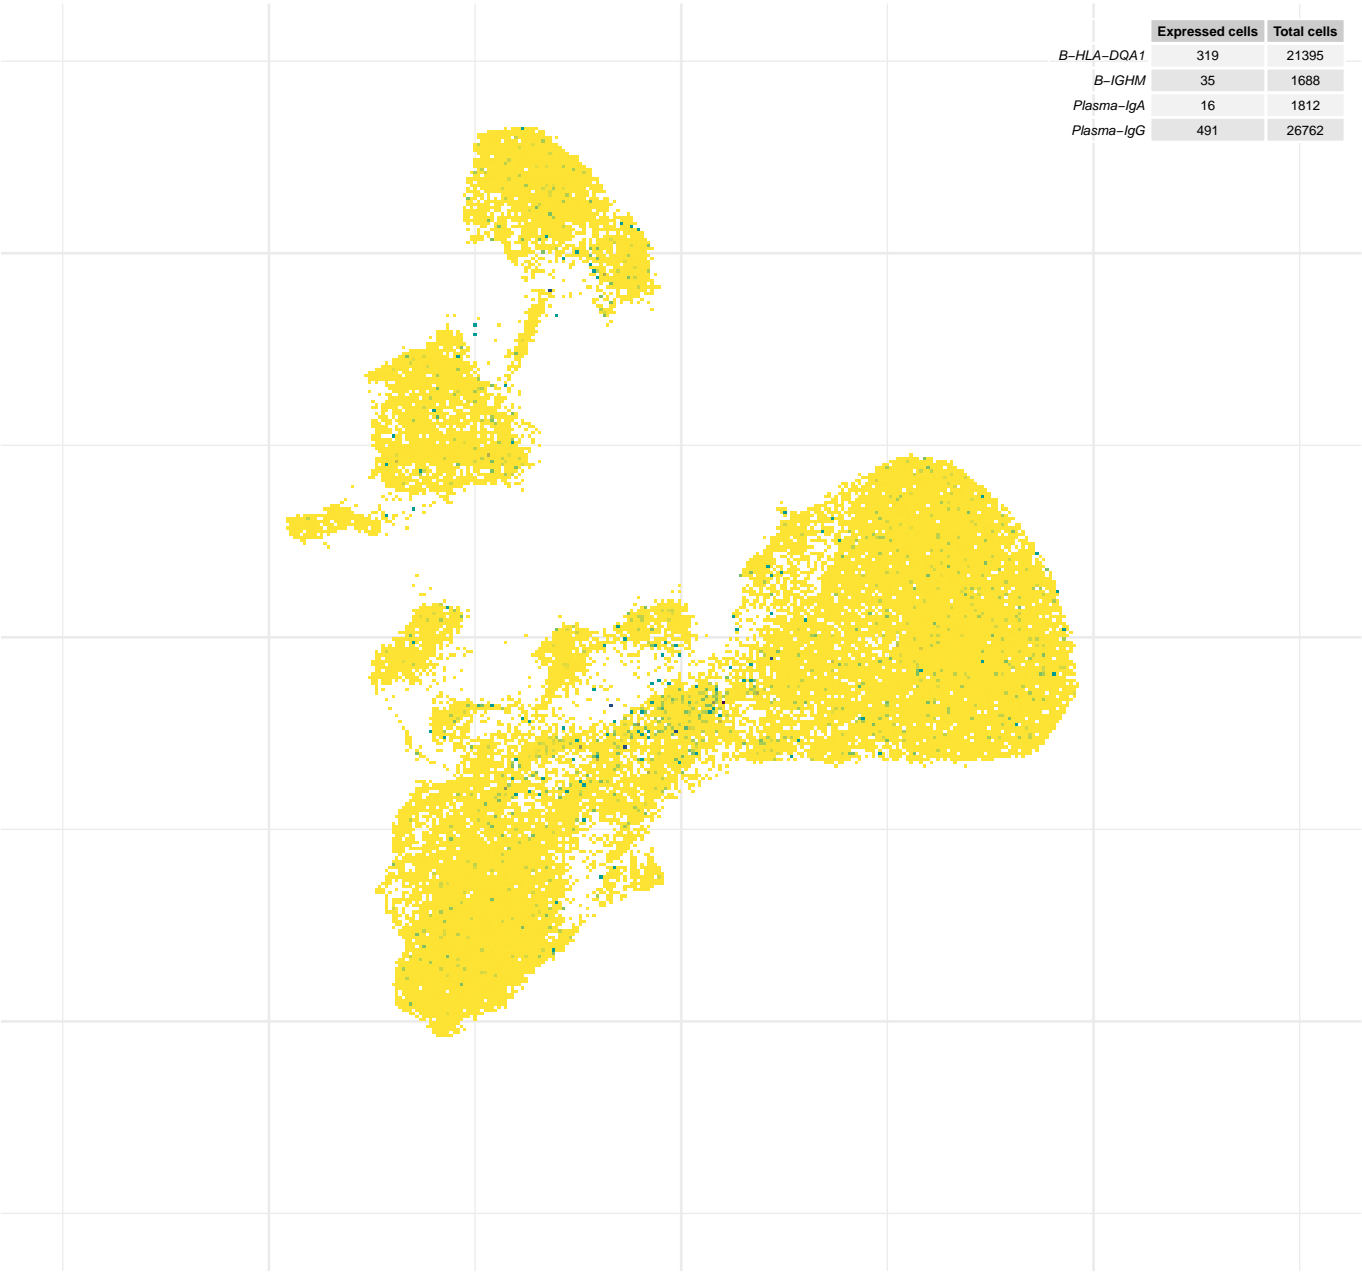 Expressed cells Total cells
B−HLA−DQA1 319 21395
B−IGHM 35 1688
Plasma−IgA 16 1812
Plasma−IgG 491 26762